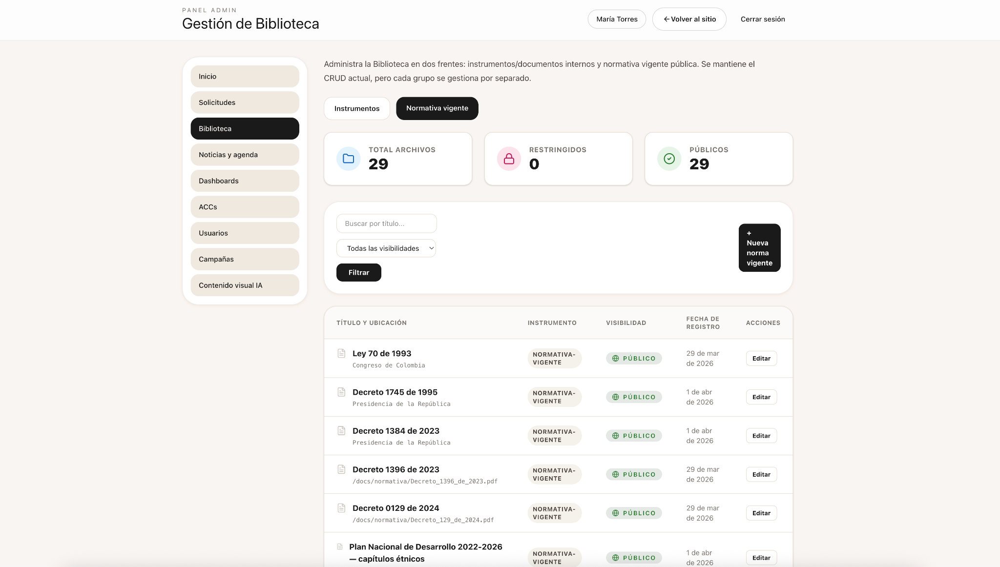 PANEL ADMIN
Gestión de Biblioteca
María Torres
← Volver al sitio
Cerrar sesión
Inicio
Solicitudes
Biblioteca
Noticias y agenda
Dashboards
ACCs
Usuarios
Campañas
Contenido visual IA
Administra la Biblioteca en dos frentes: instrumentos/documentos internos y normativa vigente pública. Se mantiene el
CRUD actual, pero cada grupo se gestiona por separado.
Instrumentos
Normativa vigente
TOTAL ARCHIVOS
29
RESTRINGIDOS
0
PÚBLICOS
29
Buscar por título...
Todas las visibilidades
Filtrar
+
Nueva
norma
vigente
TÍTULO Y UBICACIÓN
INSTRUMENTO
VISIBILIDAD
FECHA DE
REGISTRO
ACCIONES
Ley 70 de 1993
Congreso de Colombia
NORMATIVA-
VIGENTE
PÚBLICO
29 de mar
de 2026
Editar
Decreto 1745 de 1995
Presidencia de la República
NORMATIVA-
VIGENTE
PÚBLICO
1 de abr
de 2026
Editar
Decreto 1384 de 2023
Presidencia de la República
NORMATIVA-
VIGENTE
PÚBLICO
1 de abr
de 2026
Editar
Decreto 1396 de 2023
/docs/normativa/Decreto_1396_de_2023.pdf
NORMATIVA-
VIGENTE
PÚBLICO
29 de mar
de 2026
Editar
Decreto 0129 de 2024
/docs/normativa/Decreto_129_de_2024.pdf
NORMATIVA-
VIGENTE
PÚBLICO
29 de mar
de 2026
Editar
Plan Nacional de Desarrollo 2022-2026
— capítulos étnicos
NORMATIVA-
VIGENTE
PÚBLICO
1 de abr
de 2026
Editar